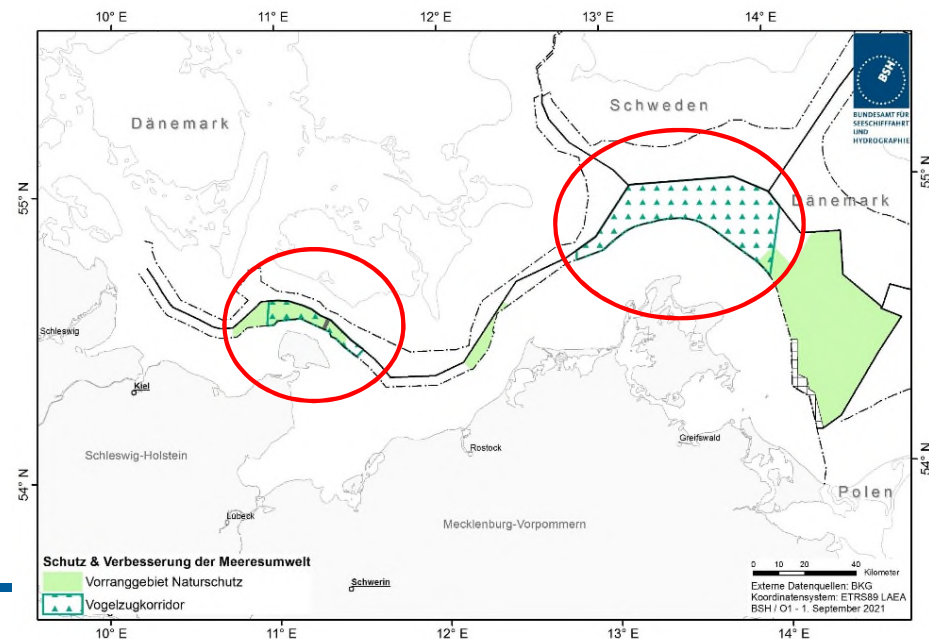 10° E 11° E 12° E 13° E 14° E
BSH
Schweden
BUNDESAMT FÜR
SEESCHIFFFAHRT
UND
HYDROGRAPHIE
Dänemark
55° N
55° N
Dänemark
Schleswig
Kiel
Rostock
Greifswald
Schleswig-Holstein
54° N
54° N
Polen
Lübeck
Mecklenburg-Vorpommern
Schutz & Verbesserung der Meeresumwelt
Vorranggebiet Naturschutz
Vogelzugkorridor
Schwerin
0 10 20 40
Kilometer
Externe Datenquellen: BKG
Koordinatensystem: ETRS89 LAEA
BSH / O1 - 1. September 2021
10° E 11° E 12° E 13° E 14° E